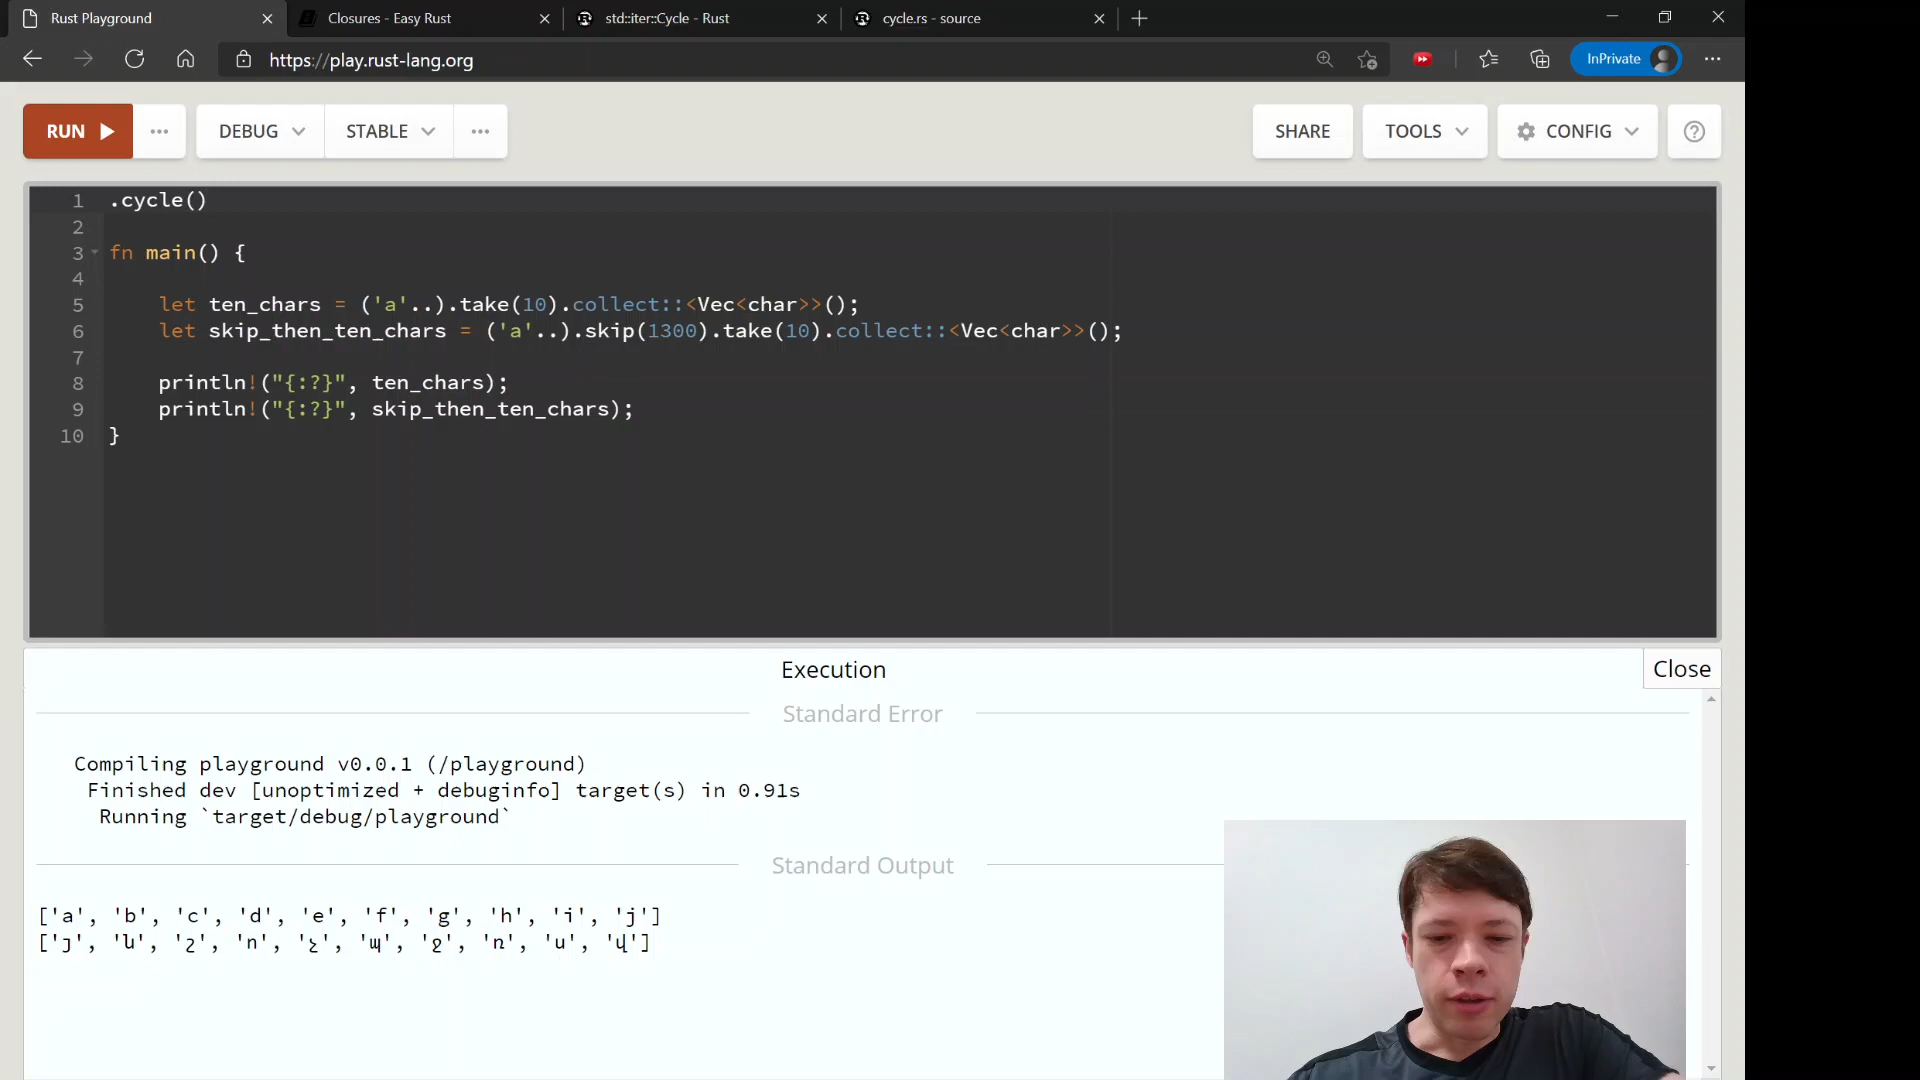 Rust Playground
Closures - Easy Rust
std::iter::Cycle - Rust
cycle.rs - source
https://play.rust-lang.org
InPrivate
RUN
DEBUG
STABLE
SHARE
TOOLS
CONFIG
1 .cycle()
2
3 fn main() {
4
5 let ten_chars = ('a'..).take(10).collect::<Vec<char>>();
6 let skip_then_ten_chars = ('a'..).skip(1300).take(10).collect::<Vec<char>>();
7
8 println!("{:?}", ten_chars);
9 println!("{:?}", skip_then_ten_chars);
10 }
Execution
Close
Standard Error
Compiling playground v0.0.1 (/playground)
Finished dev [unoptimized + debuginfo] target(s) in 0.91s
Running `target/debug/playground`
Standard Output
['a', 'b', 'c', 'd', 'e', 'f', 'g', 'h', 'i', 'j']
['յ', 'ն', 'շ', 'ո', 'չ', 'պ', 'ջ', 'ռ', 'ս', 'վ']